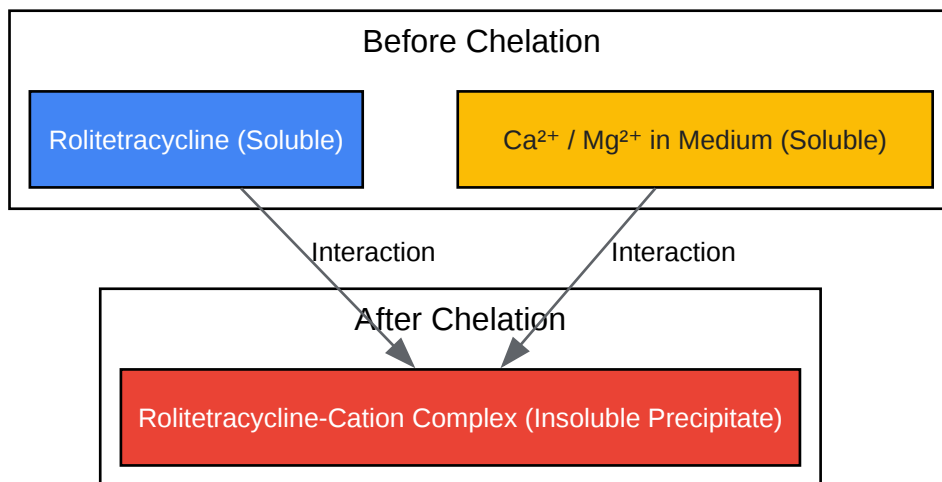 Before Chelation
Rolitetracycline (Soluble)
Ca²⁺ / Mg²⁺ in Medium (Soluble)
Interaction
Interaction
After Chelation
Rolitetracycline-Cation Complex (Insoluble Precipitate)